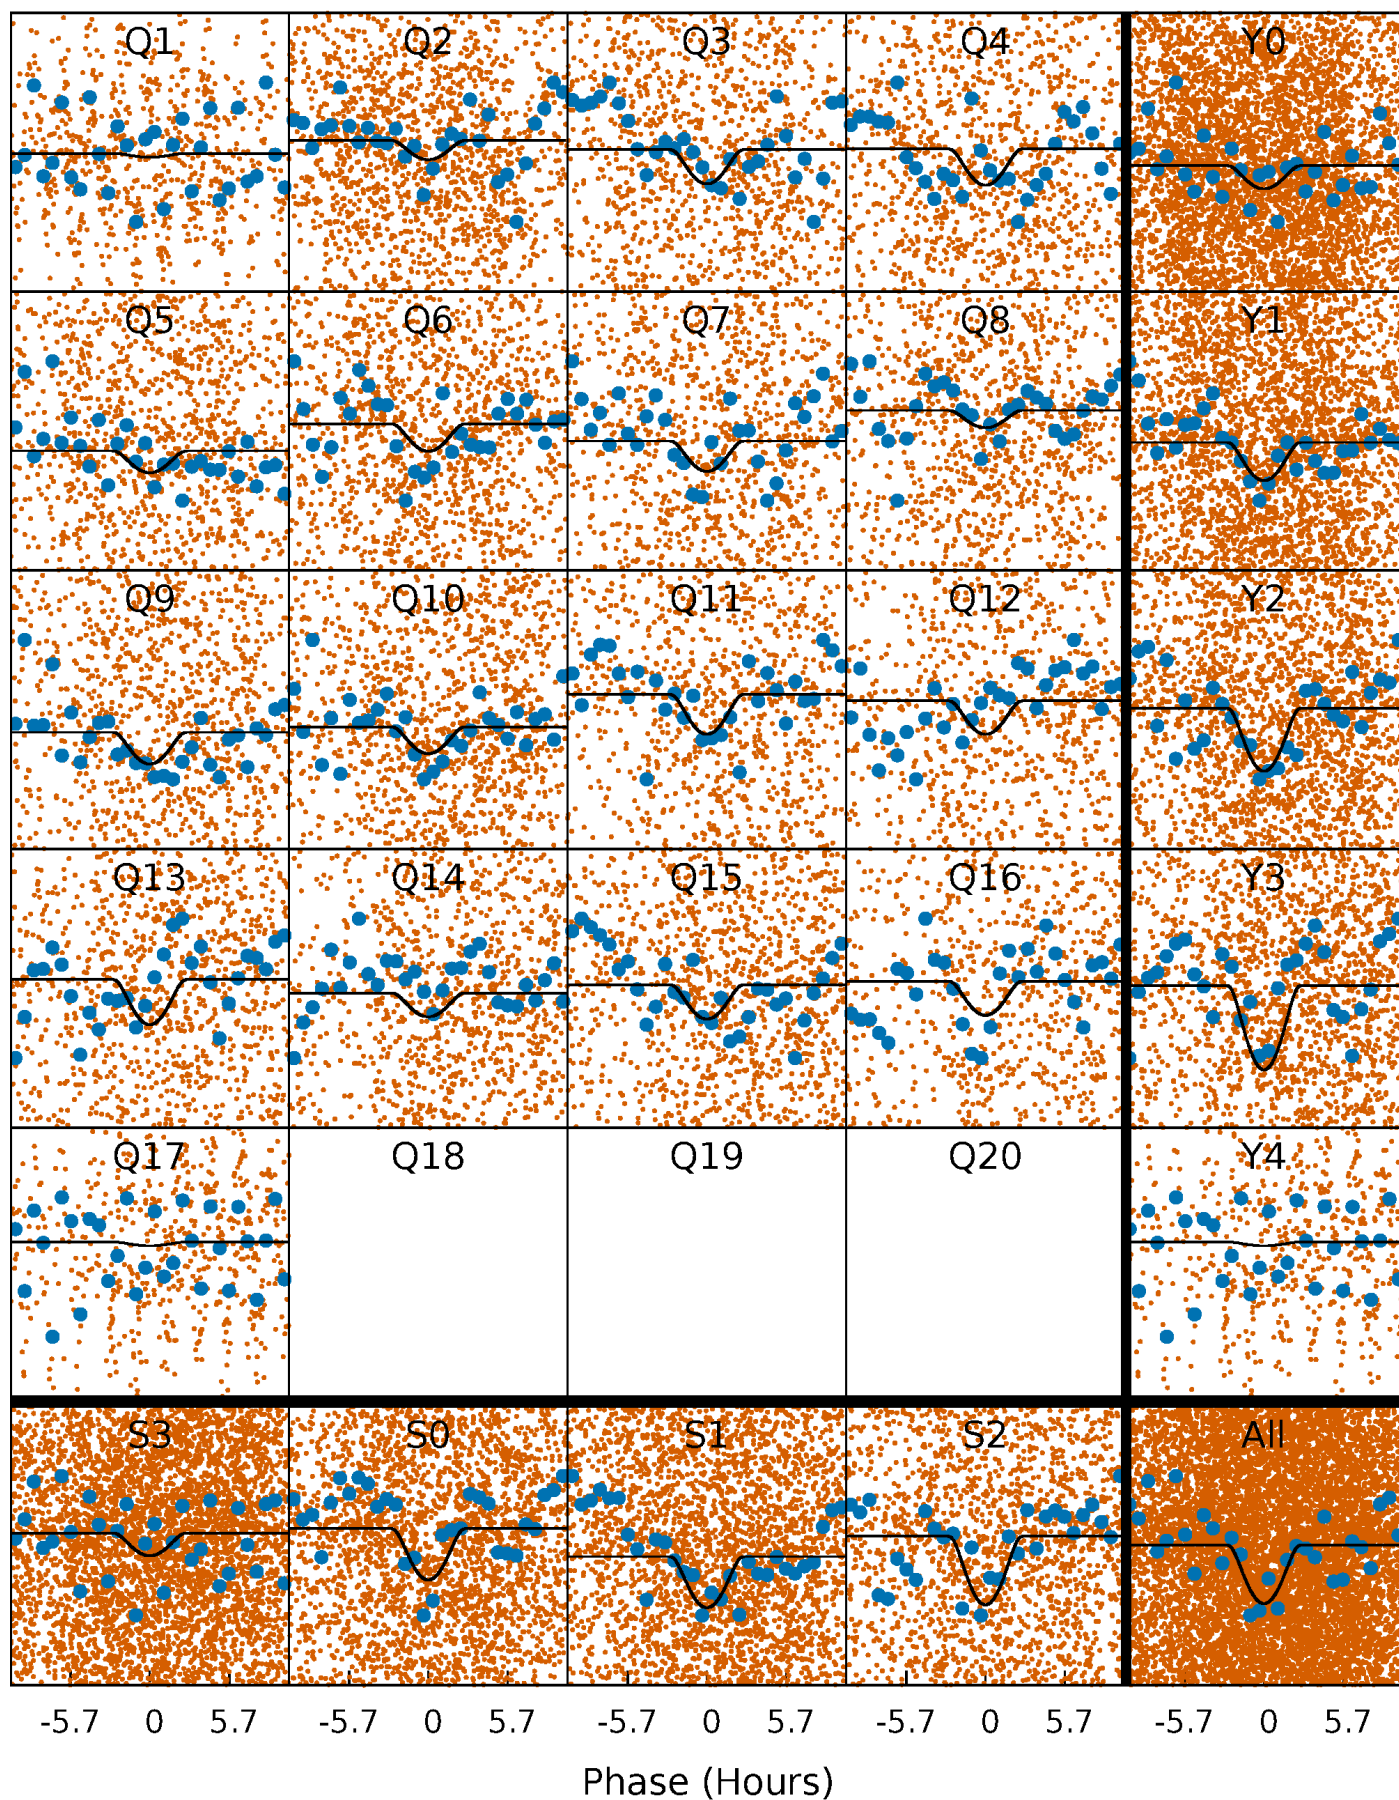 Q1 Q2 Q3 Q4 Y0
Q5 Q6 Q7 Q8 Y1
Q9 Q10 Q11 Q12 Y2
Q13 Q14 Q15 Q16 Y3
Q17 Q18 Q19 Q20 Y4
S3 S0 S1 S2 All
-5.7 0 5.7 -5.7 0 5.7 -5.7 0 5.7 -5.7 0 5.7 -5.7 0 5.7
Phase (Hours)